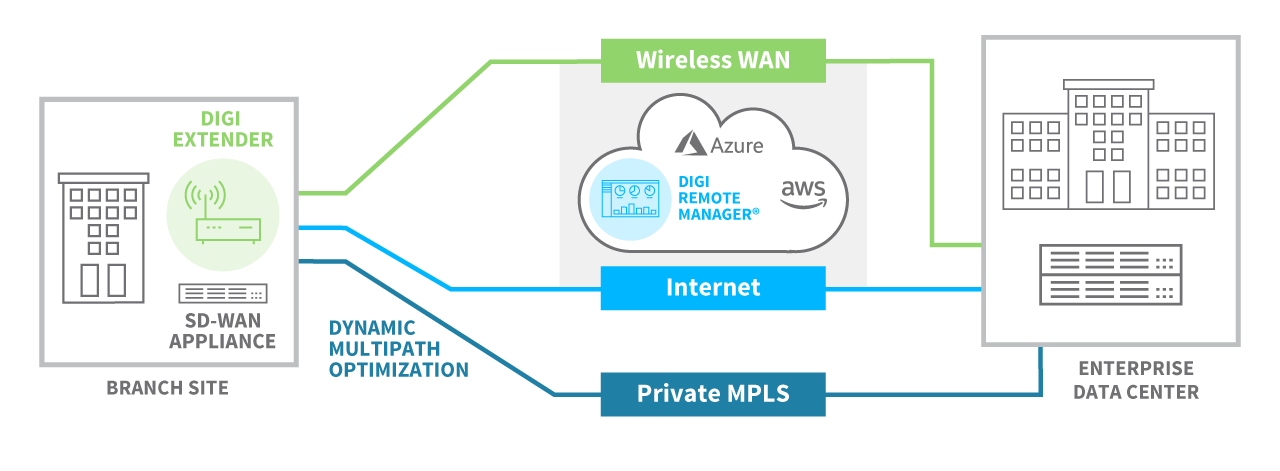 Wireless WAN
DIGI
EXTENDER
Azure
DIGI
REMOTE
MANAGER®
aws
Internet
SD-WAN
APPLIANCE
DYNAMIC
MULTIPATH
OPTIMIZATION
BRANCH SITE
Private MPLS
ENTERPRISE
DATA CENTER